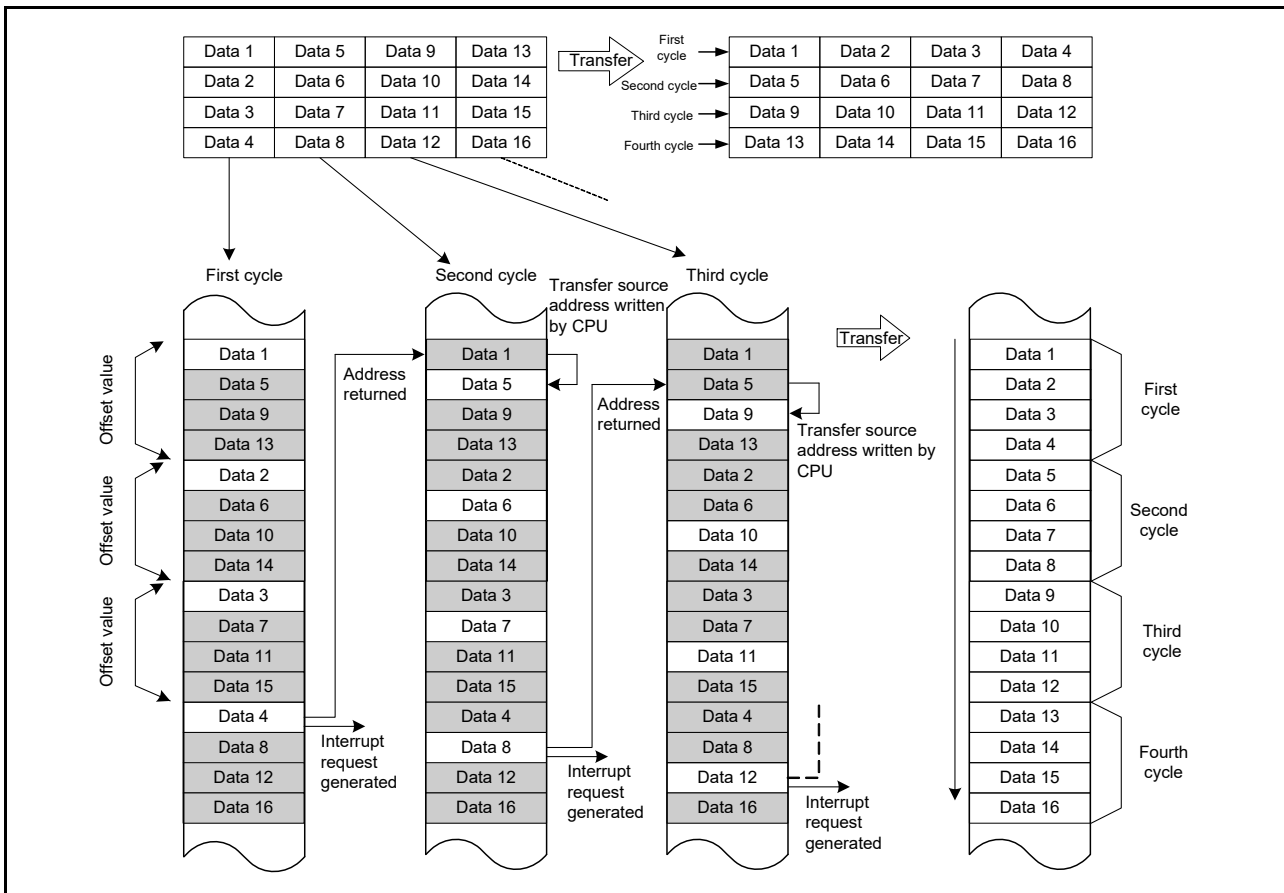 Data 1 Data 5 Data 9 Data 13
Data 2 Data 6 Data 10 Data 14
Data 3 Data 7 Data 11 Data 15
Data 4 Data 8 Data 12 Data 16
Transfer
First
cycle
Second cycle
Third cycle
Fourth cycle
Data 1 Data 2 Data 3 Data 4
Data 5 Data 6 Data 7 Data 8
Data 9 Data 10 Data 11 Data 12
Data 13 Data 14 Data 15 Data 16
First cycle
Offset value
Offset value
Offset value
Data 1
Data 5
Data 9
Data 13
Data 2
Data 6
Data 10
Data 14
Data 3
Data 7
Data 11
Data 15
Data 4
Data 8
Data 12
Data 16
Address
returned
Interrupt
request
generated
Second cycle
Transfer source
address written
by CPU
Data 1
Data 5
Data 9
Data 13
Data 2
Data 6
Data 10
Data 14
Data 3
Data 7
Data 11
Data 15
Data 4
Data 8
Data 12
Data 16
Address
returned
Interrupt
request
generated
Third cycle
Data 1
Data 5
Data 9
Data 13
Data 2
Data 6
Data 10
Data 14
Data 3
Data 7
Data 11
Data 15
Data 4
Data 8
Data 12
Data 16
Transfer source
address written by
CPU
Interrupt
request
generated
Transfer
Data 1
Data 2
Data 3
Data 4
Data 5
Data 6
Data 7
Data 8
Data 9
Data 10
Data 11
Data 12
Data 13
Data 14
Data 15
Data 16
First
cycle
Second
cycle
Third
cycle
Fourth
cycle